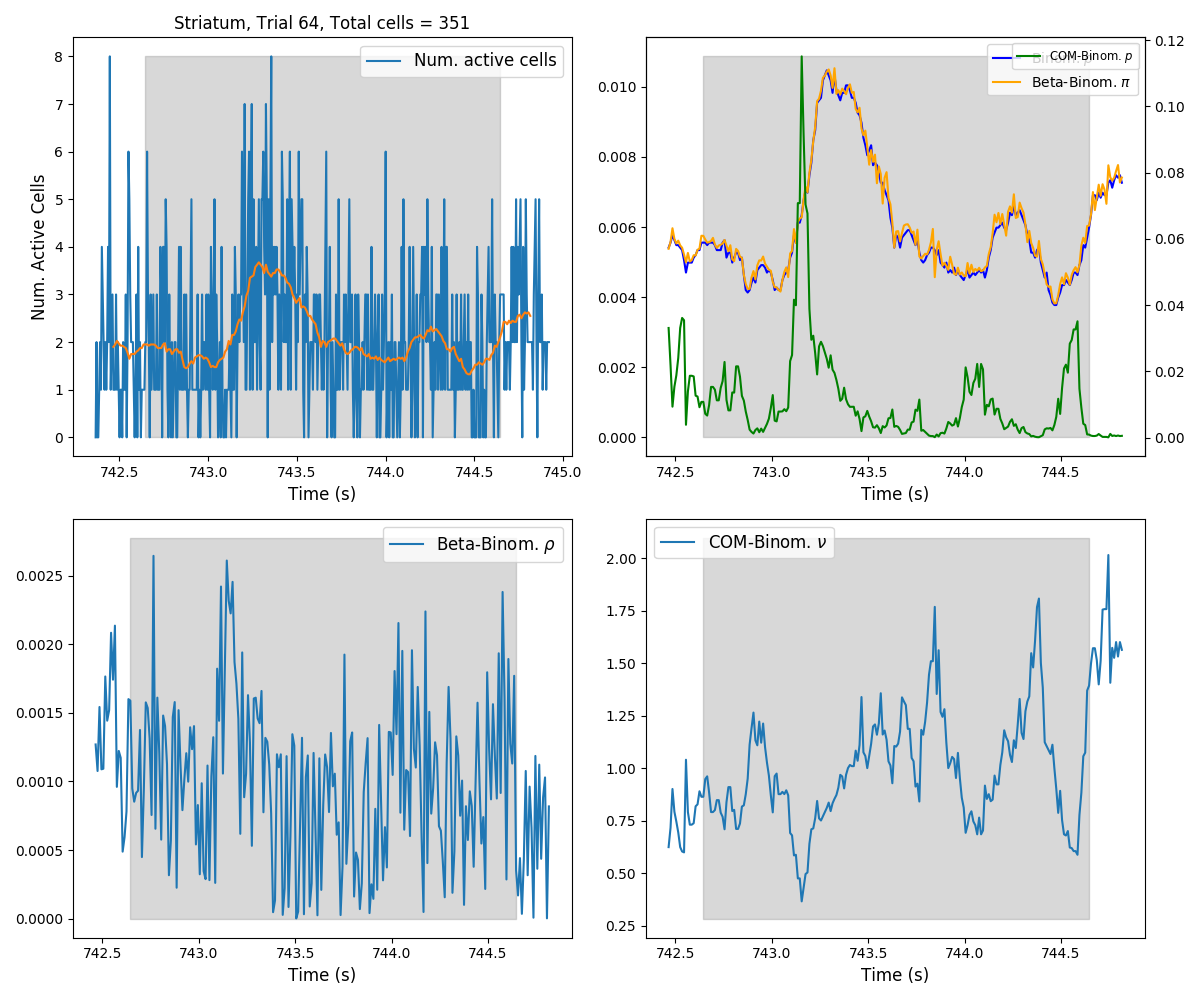 Striatum, Trial 64, Total cells = 351
Num. active cells
Num. Active Cells
8
7
6
5
4
3
2
1
0
742.5 743.0 743.5 744.0 744.5 745.0
Time (s)
COM-Binom. p
Binom. p
Beta-Binom. π
0.010
0.008
0.006
0.004
0.002
0.000
0.12
0.10
0.08
0.06
0.04
0.02
0.00
742.5 743.0 743.5 744.0 744.5
Time (s)
Beta-Binom. ρ
0.0025
0.0020
0.0015
0.0010
0.0005
0.0000
742.5 743.0 743.5 744.0 744.5
Time (s)
COM-Binom. ν
2.00
1.75
1.50
1.25
1.00
0.75
0.50
0.25
742.5 743.0 743.5 744.0 744.5
Time (s)